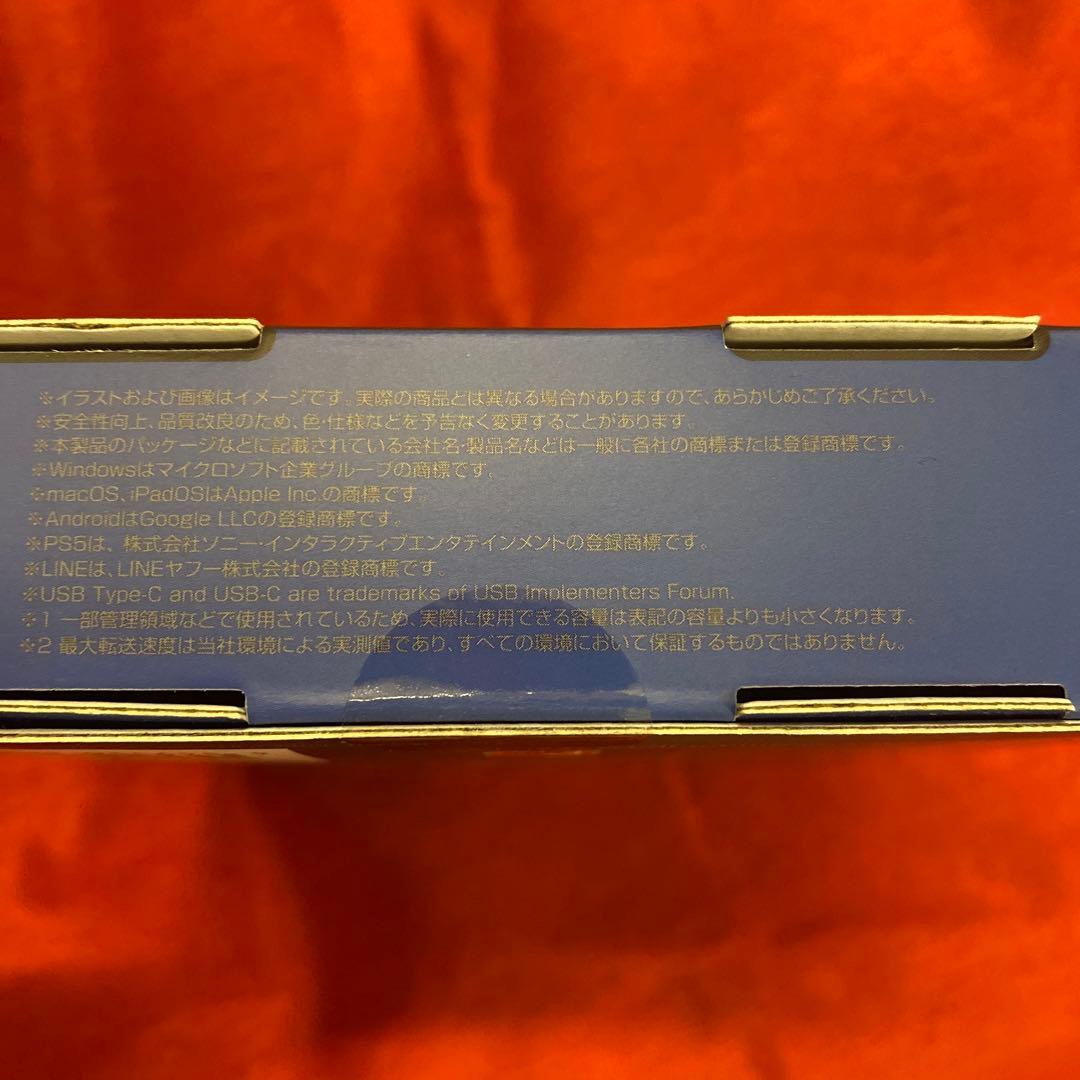 ※イラストおよび画像はイメージです。実際の商品とは異なる場合がありますので、あらかじめご了承ください。
※安全性向上、品質改良のため、色・仕様などを予告なく変更することがあります。
※本製品のパッケージなどに記載されている会社名・製品名などは一般に各社の商標または登録商標です。
※Windowsはマイクロソフト企業グループの商標です。
※macOS、iPadOSはApple Inc.の商標です。
※AndroidはGoogle LLCの登録商標です。
※PS5は、株式会社ソニー・インタラクティブエンタテインメントの登録商標です。
※LINEは、LINEヤフー株式会社の登録商標です。
※USB Type-C and USB-C are trademarks of USB Implementers Forum.
※1 一部管理領域などで使用されているため、実際に使用できる容量は表記の容量よりも小さくなります。
※2 最大転送速度は当社環境による実測値であり、すべての環境において保証するものではありません。